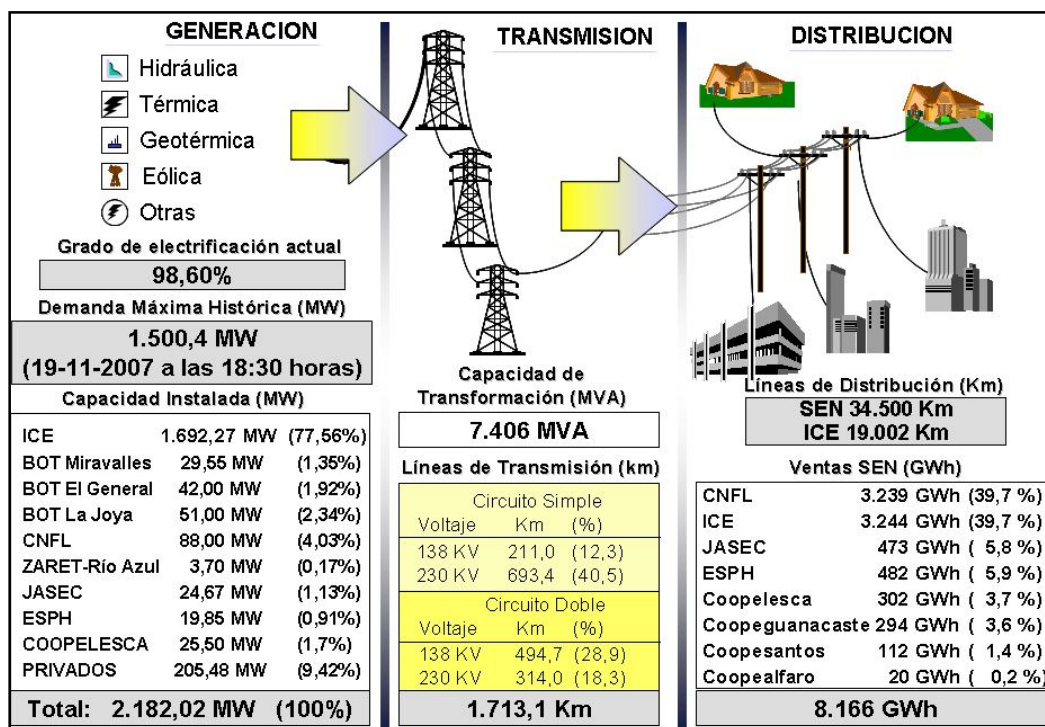 GENERACION
Hidráulica
Térmica
Geotérmica
Eólica
Otras
Grado de electrificación actual
98,60%
Demanda Máxima Histórica (MW)
1.500,4 MW
(19-11-2007 a las 18:30 horas)
Capacidad Instalada (MW)
ICE 1.692,27 MW (77,56%)
BOT Miravalles 29,55 MW (1,35%)
BOT El General 42,00 MW (1,92%)
BOT La Joya 51,00 MW (2,34%)
CNFL 88,00 MW (4,03%)
ZARET-Río Azul 3,70 MW (0,17%)
JASEC 24,67 MW (1,13%)
ESPH 19,85 MW (0,91%)
COOPELESCA 25,50 MW (1,7%)
PRIVADOS 205,48 MW (9,42%)
Total: 2.182,02 MW (100%)
TRANSMISION
Capacidad de
Transformación (MVA)
7.406 MVA
Líneas de Transmisión (km)
Circuito Simple
Voltaje Km (%)
138 KV 211,0 (12,3)
230 KV 693,4 (40,5)
Circuito Doble
Voltaje Km (%)
138 KV 494,7 (28,9)
230 KV 314,0 (18,3)
1.713,1 Km
DISTRIBUCION
Líneas de Distribución (Km)
SEN 34.500 Km
ICE 19.002 Km
Ventas SEN (GWh)
CNFL 3.239 GWh (39,7 %)
ICE 3.244 GWh (39,7 %)
JASEC 473 GWh ( 5,8 %)
ESPH 482 GWh ( 5,9 %)
Coopelesca 302 GWh ( 3,7 %)
Coopeguanacaste 294 GWh ( 3,6 %)
Coopesantos 112 GWh ( 1,4 %)
Coopealfaro 20 GWh ( 0,2 %)
8.166 GWh